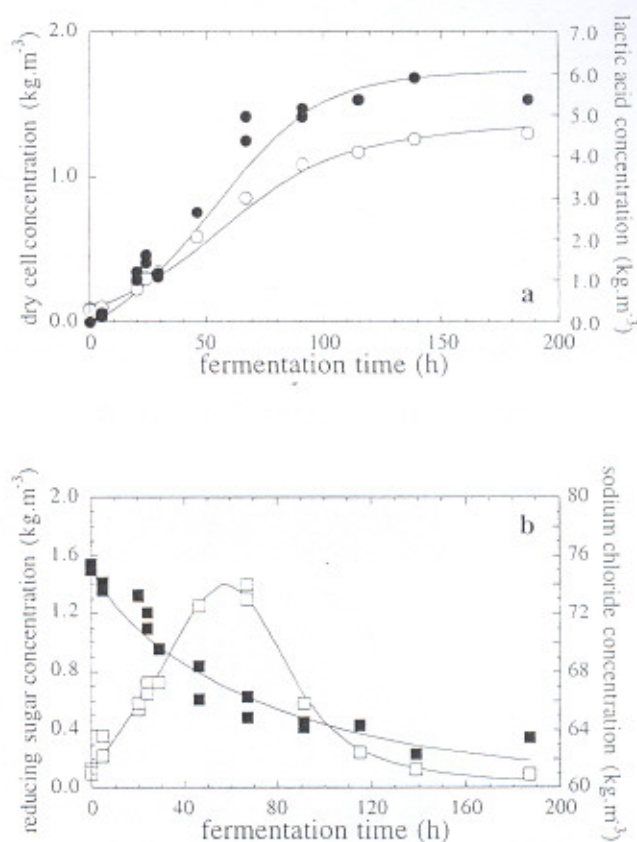 dry cell concentration (kg.m-3)
2.0
1.0
0.0
lactic acid concentration (kg.m-3)
7.0
6.0
5.0
4.0
3.0
2.0
1.0
0.0
a
0 50 100 150 200
fermentation time (h)
reducing sugar concentration (kg.m-3)
2.0
1.6
1.2
0.8
0.4
0.0
sodium chloride concentration (kg.m-3)
80
76
72
68
64
60
b
0 40 80 120 160 200
fermentation time (h)